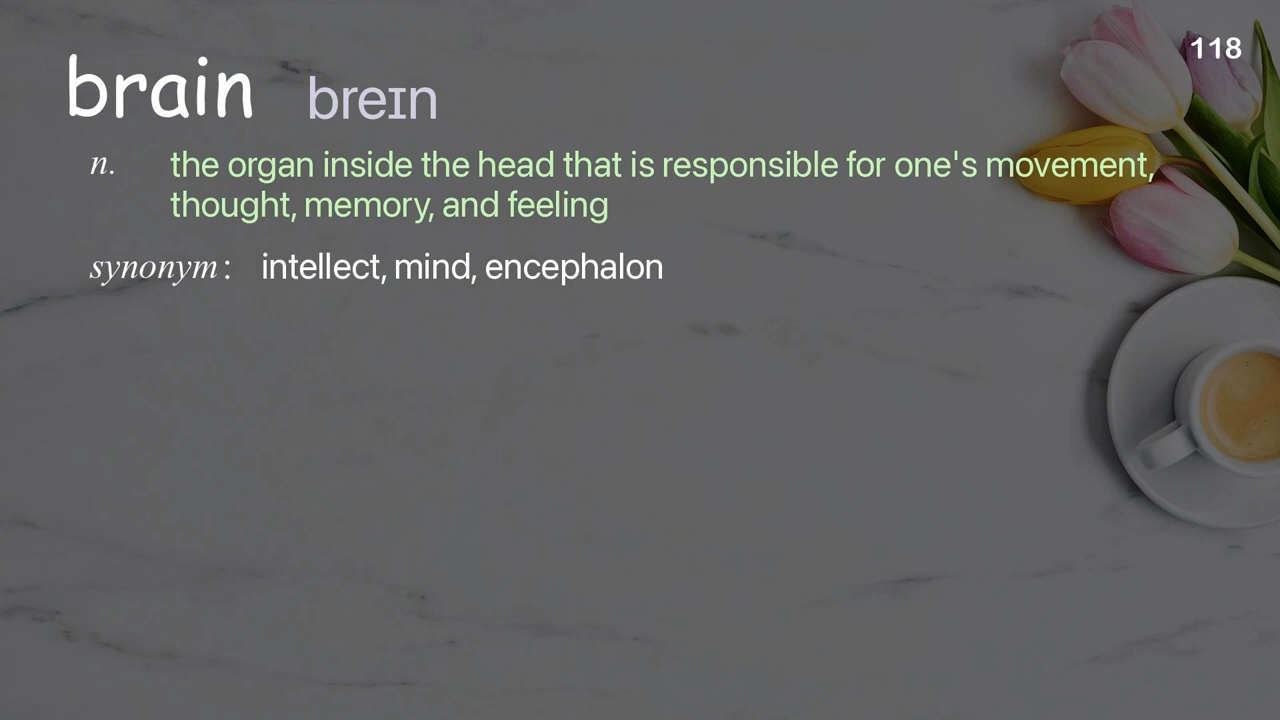 118
brain breɪn
n. the organ inside the head that is responsible for one's movement,
thought, memory, and feeling
synonym: intellect, mind, encephalon